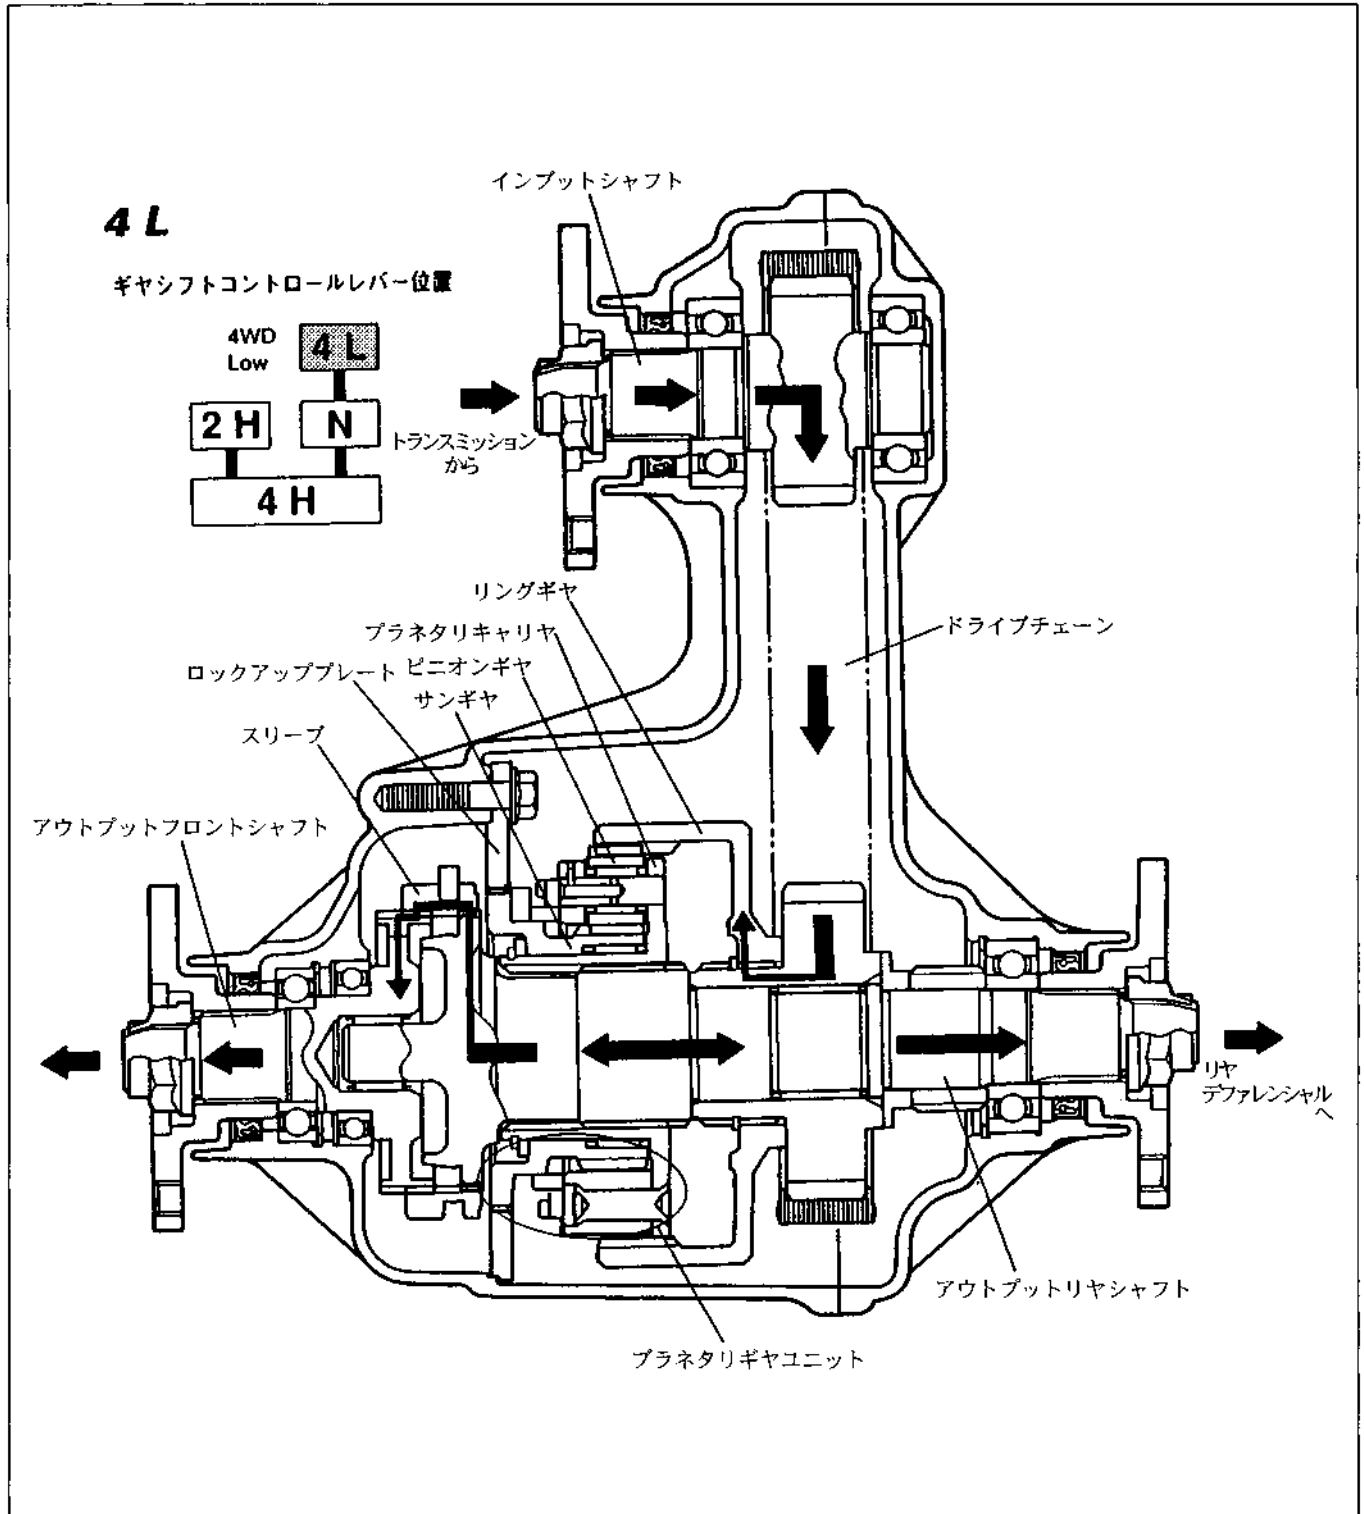 インプットシャフト
4 L
ギヤシフトコントロールレバー位置
4WD
Low
4 L
2 H
N
4 H
トランスミッション
から
リングギヤ
プラネタリキャリヤ
ドライブチェーン
ロックアッププレート
ピニオンギヤ
サンギヤ
スリーブ
アウトプットフロントシャフト
リヤ
デファレンシャル
へ
アウトプットリヤシャフト
プラネタリギヤユニット